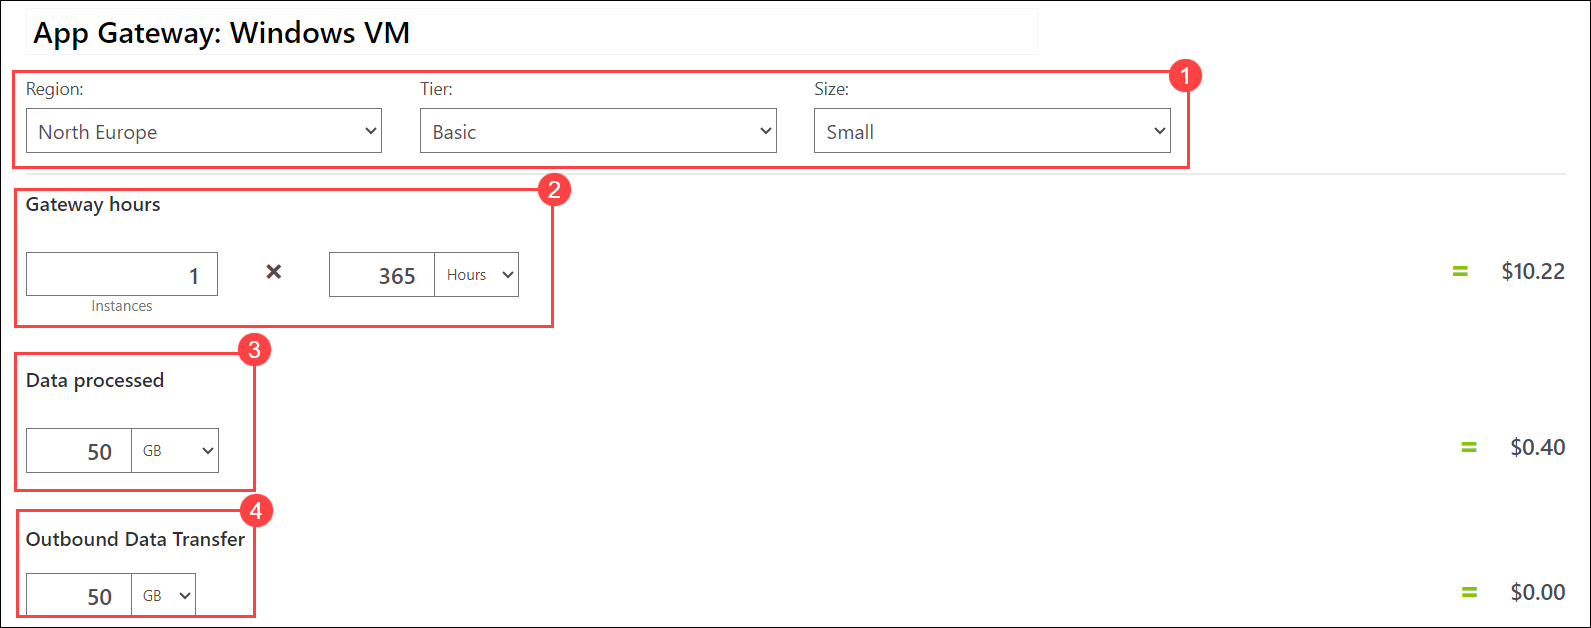 App Gateway: Windows VM
1
Region: Tier: Size:
North Europe Basic Small
2
Gateway hours
1 × 365 Hours = $10.22
Instances
3
Data processed
50 GB = $0.40
4
Outbound Data Transfer
50 GB = $0.00